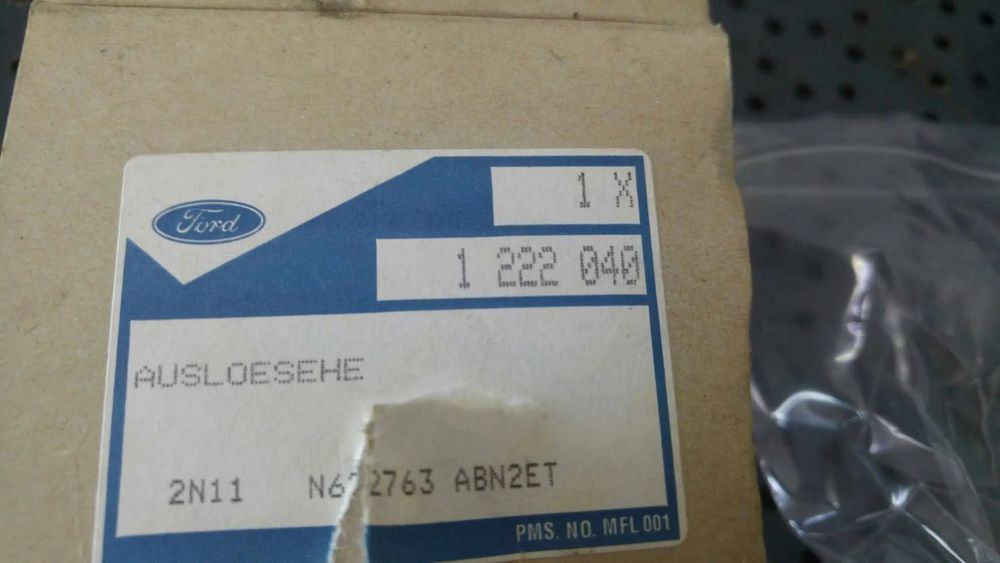 Ford
1 X
1 222 040
AUSLOESEHE
2N11 ABN2ET
PMS. NO. MFL 001